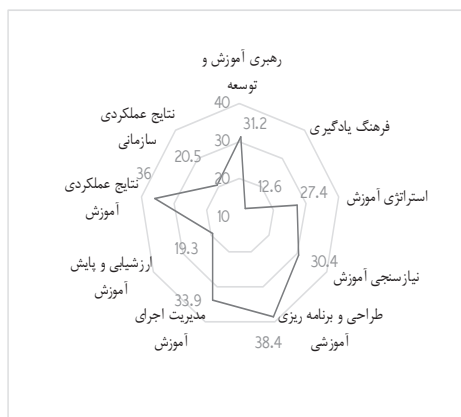 رهبری آموزش و
توسعه
40
نتایج عملکردی
سازمانی
31.2
فرهنگ یادگیری
30
20.5
36
20
12.6
27.4
استراتژی آموزش
نتایج عملکردی
آموزش
10
19.3
ارزشیابی و پایش
آموزش
30.4
نیازسنجی آموزش
33.9
مدیریت اجرای
آموزش
طراحی و برنامه ریزی
آموزشی
38.4